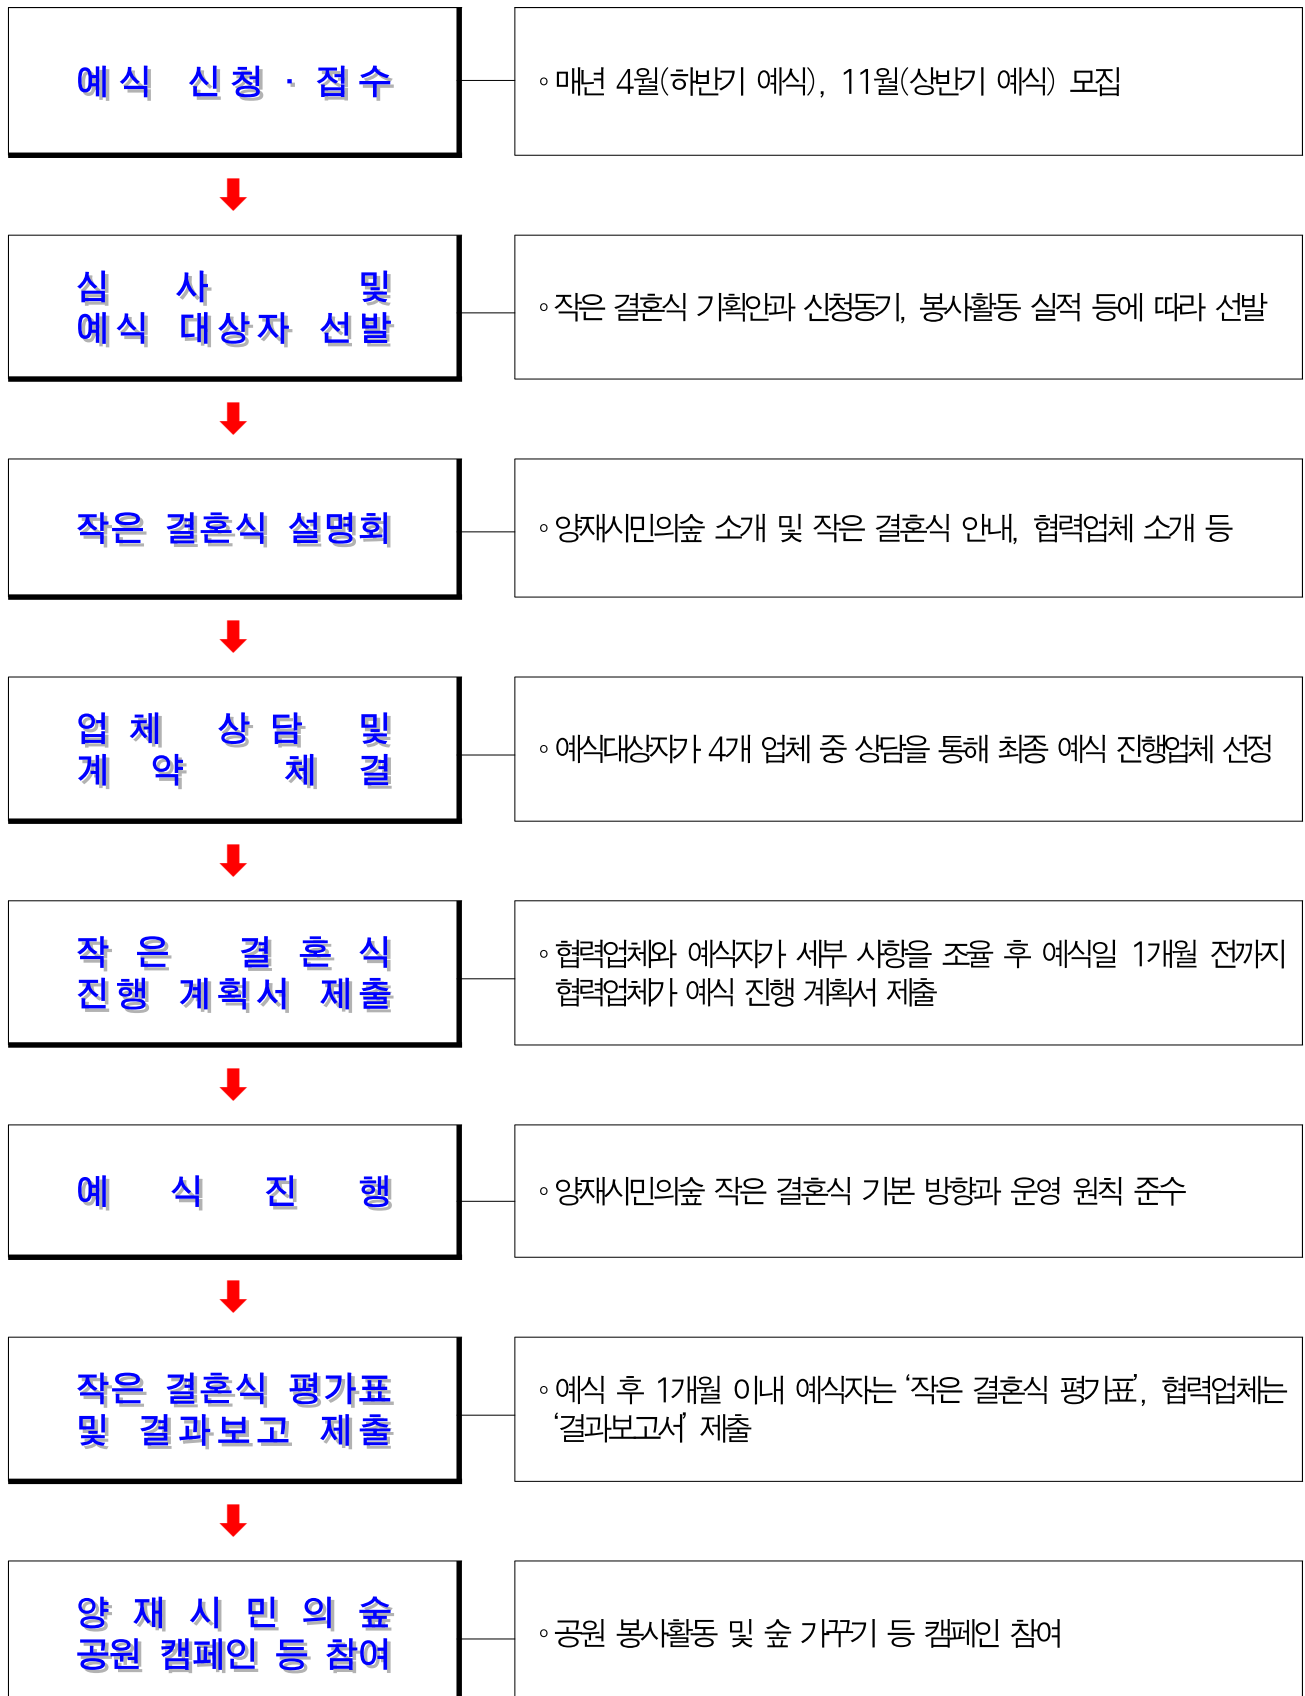 예식 신청 · 접수
◦ 매년 4월(하반기 예식), 11월(상반기 예식) 모집
심 사 및
예식 대상자 선발
◦ 작은 결혼식 기획안과 신청동기, 봉사활동 실적 등에 따라 선발
작은 결혼식 설명회
◦ 양재시민의숲 소개 및 작은 결혼식 안내, 협력업체 소개 등
업체 상담 및
계 약 체 결
◦ 예식대상자가 4개 업체 중 상담을 통해 최종 예식 진행업체 선정
작은 결혼식
진행 계획서 제출
◦ 협력업체와 예식자가 세부 사항을 조율 후 예식일 1개월 전까지
협력업체가 예식 진행 계획서 제출
예 식 진 행
◦ 양재시민의숲 작은 결혼식 기본 방향과 운영 원칙 준수
작은 결혼식 평가표
및 결과보고 제출
◦ 예식 후 1개월 이내 예식자는 ‘작은 결혼식 평가표’, 협력업체는
‘결과보고서’ 제출
양 재 시 민 의 숲
공원 캠페인 등 참여
◦ 공원 봉사활동 및 숲 가꾸기 등 캠페인 참여